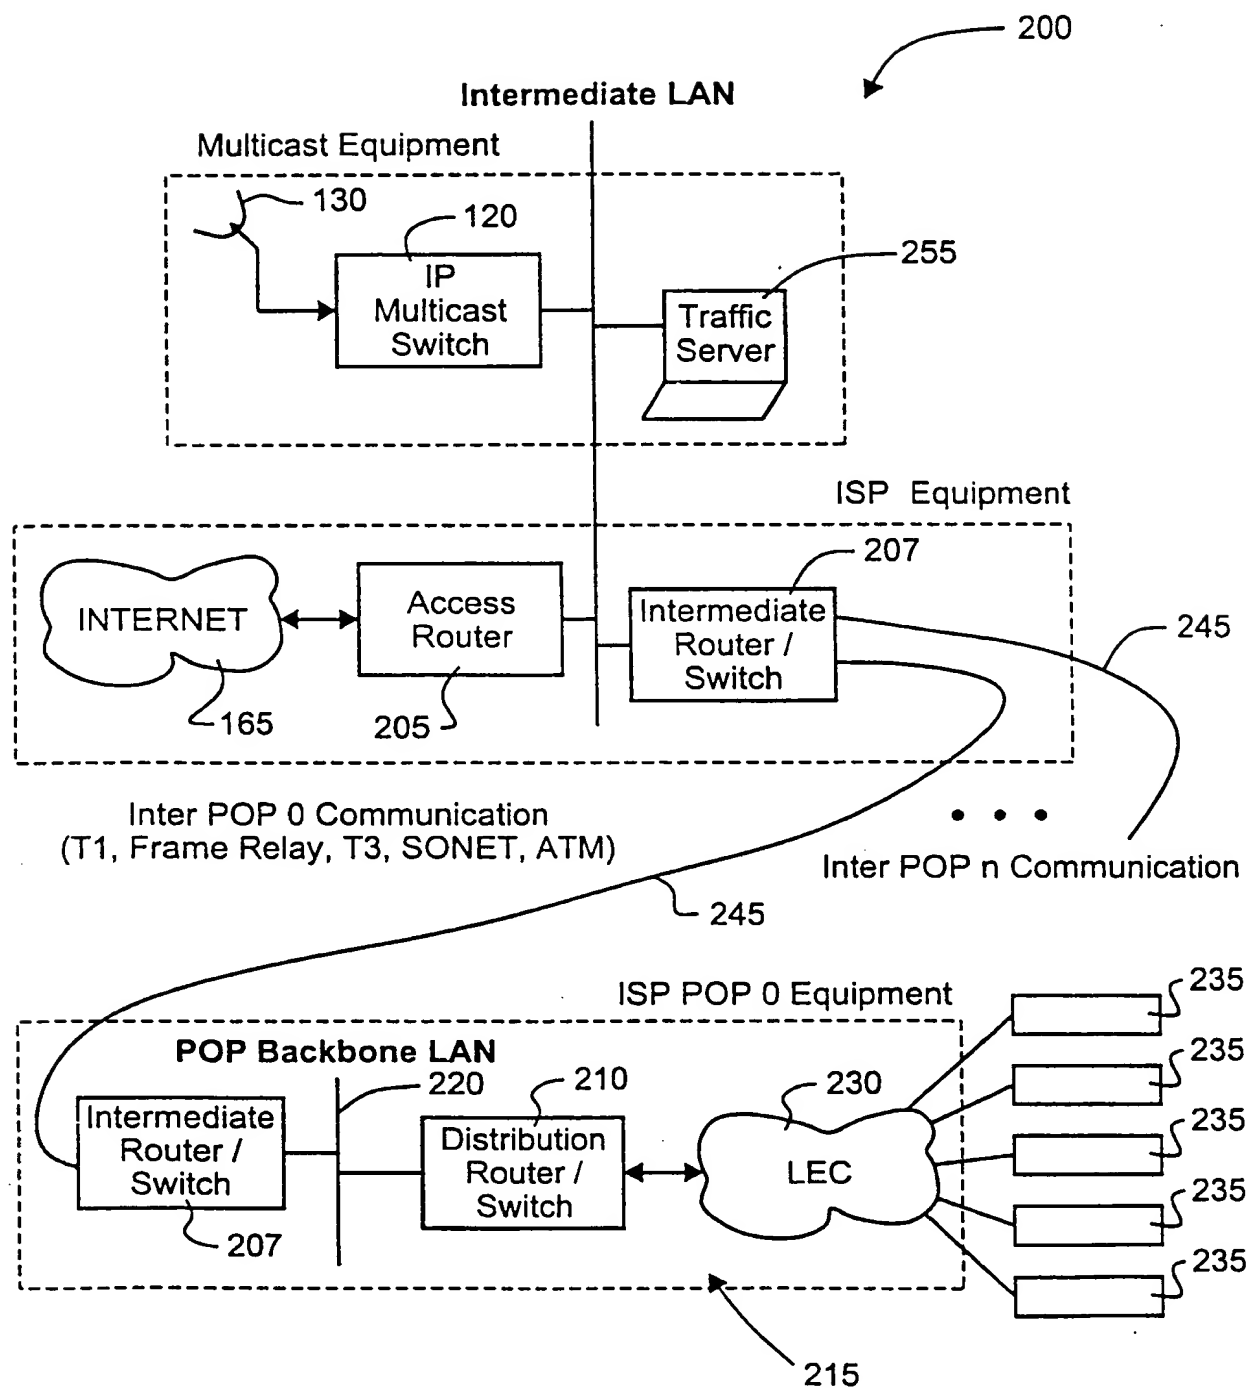 200
Intermediate LAN
Multicast Equipment
130
120
IP
Multicast
Switch
255
Traffic
Server
ISP Equipment
207
INTERNET
Access
Router
Intermediate
Router /
Switch
245
165
205
Inter POP 0 Communication
(T1, Frame Relay, T3, SONET, ATM)
Inter POP n Communication
245
ISP POP 0 Equipment
235
POP Backbone LAN
220
210
230
235
Intermediate
Router /
Switch
Distribution
Router /
Switch
LEC
235
235
207
235
215